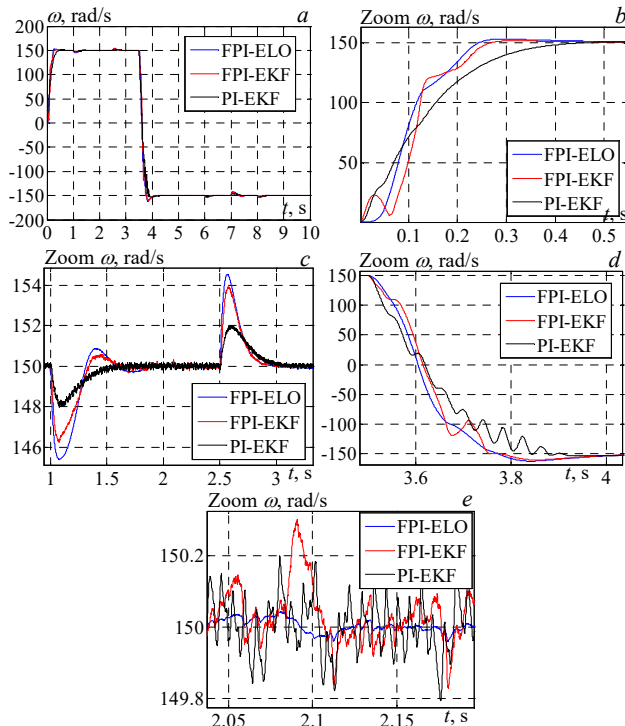 ω, rad/s a
200
150
100
50
0
-50
-100
-150
-200
FPI-ELO
FPI-EKF
PI-EKF
t, s
0 1 2 3 4 5 6 7 8 9 10
Zoom ω, rad/s b
150
100
50
FPI-ELO
FPI-EKF
PI-EKF
t, s
0.1 0.2 0.3 0.4 0.5
Zoom ω, rad/s c
154
152
150
148
146
FPI-ELO
FPI-EKF
PI-EKF
1 1.5 2 2.5 3 t, s
Zoom ω, rad/s d
150
100
50
0
-50
-100
-150
FPI-ELO
FPI-EKF
PI-EKF
3.6 3.8 4
t, s
Zoom ω, rad/s e
150.2
150
149.8
FPI-ELO
FPI-EKF
PI-EKF
t, s
2.05 2.1 2.15